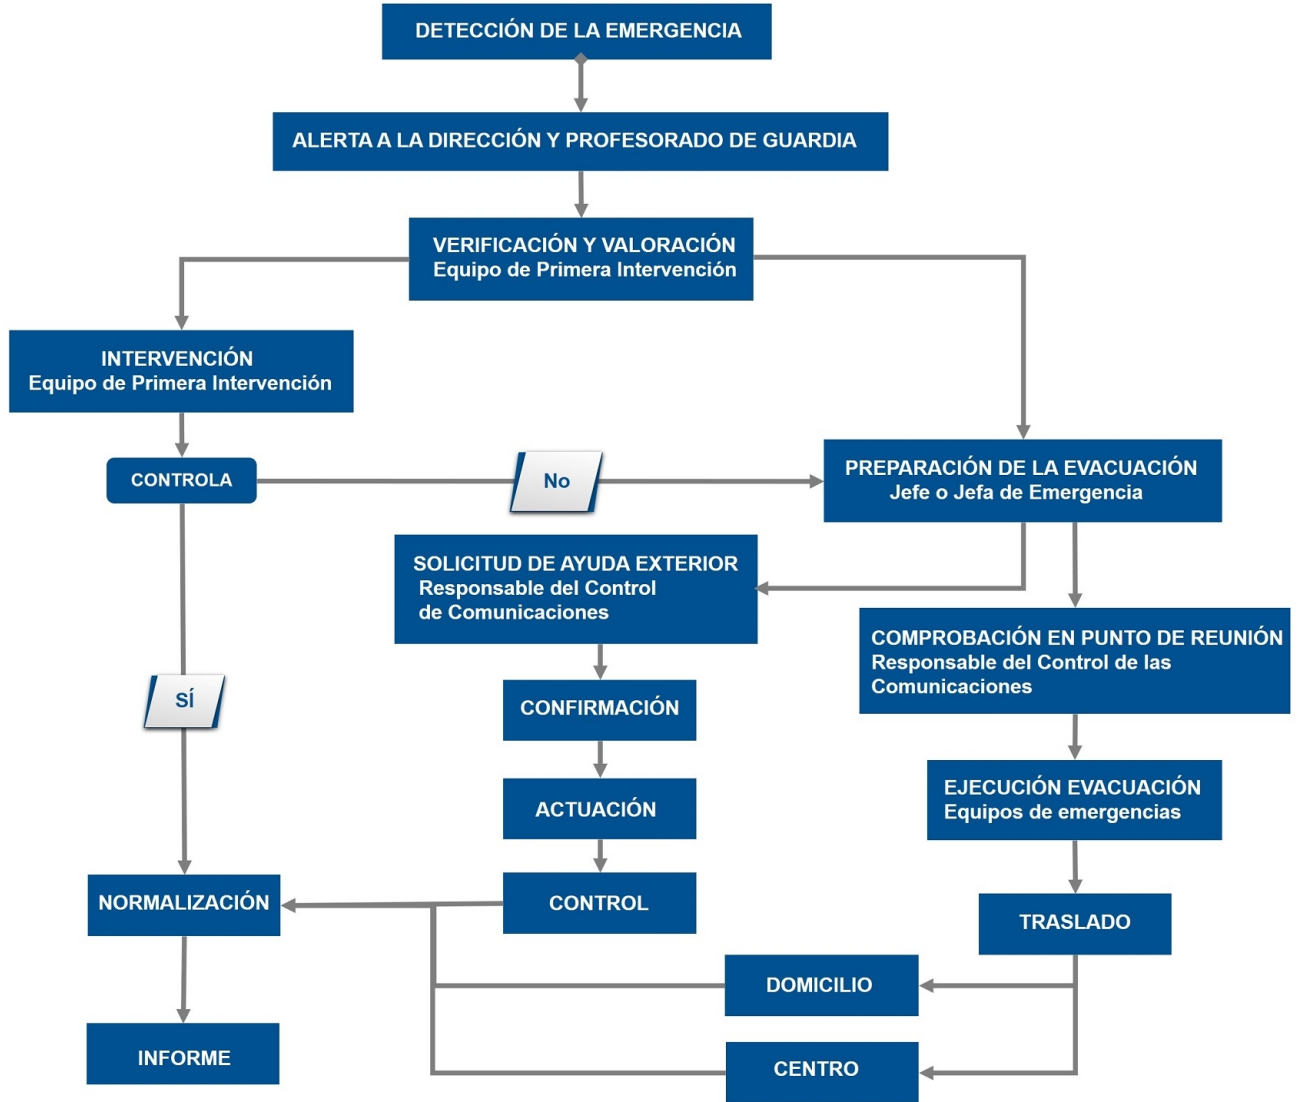 DETECCIÓN DE LA EMERGENCIA
ALERTA A LA DIRECCIÓN Y PROFESORADO DE GUARDIA
VERIFICACIÓN Y VALORACIÓN
Equipo de Primera Intervención
INTERVENCIÓN
Equipo de Primera Intervención
CONTROLA
No
PREPARACIÓN DE LA EVACUACIÓN
Jefe o Jefa de Emergencia
SOLICITUD DE AYUDA EXTERIOR
Responsable del Control
de Comunicaciones
COMPROBACIÓN EN PUNTO DE REUNIÓN
Responsable del Control de las
Comunicaciones
SÍ
CONFIRMACIÓN
EJECUCIÓN EVACUACIÓN
Equipos de emergencias
ACTUACIÓN
NORMALIZACIÓN
CONTROL
TRASLADO
DOMICILIO
INFORME
CENTRO